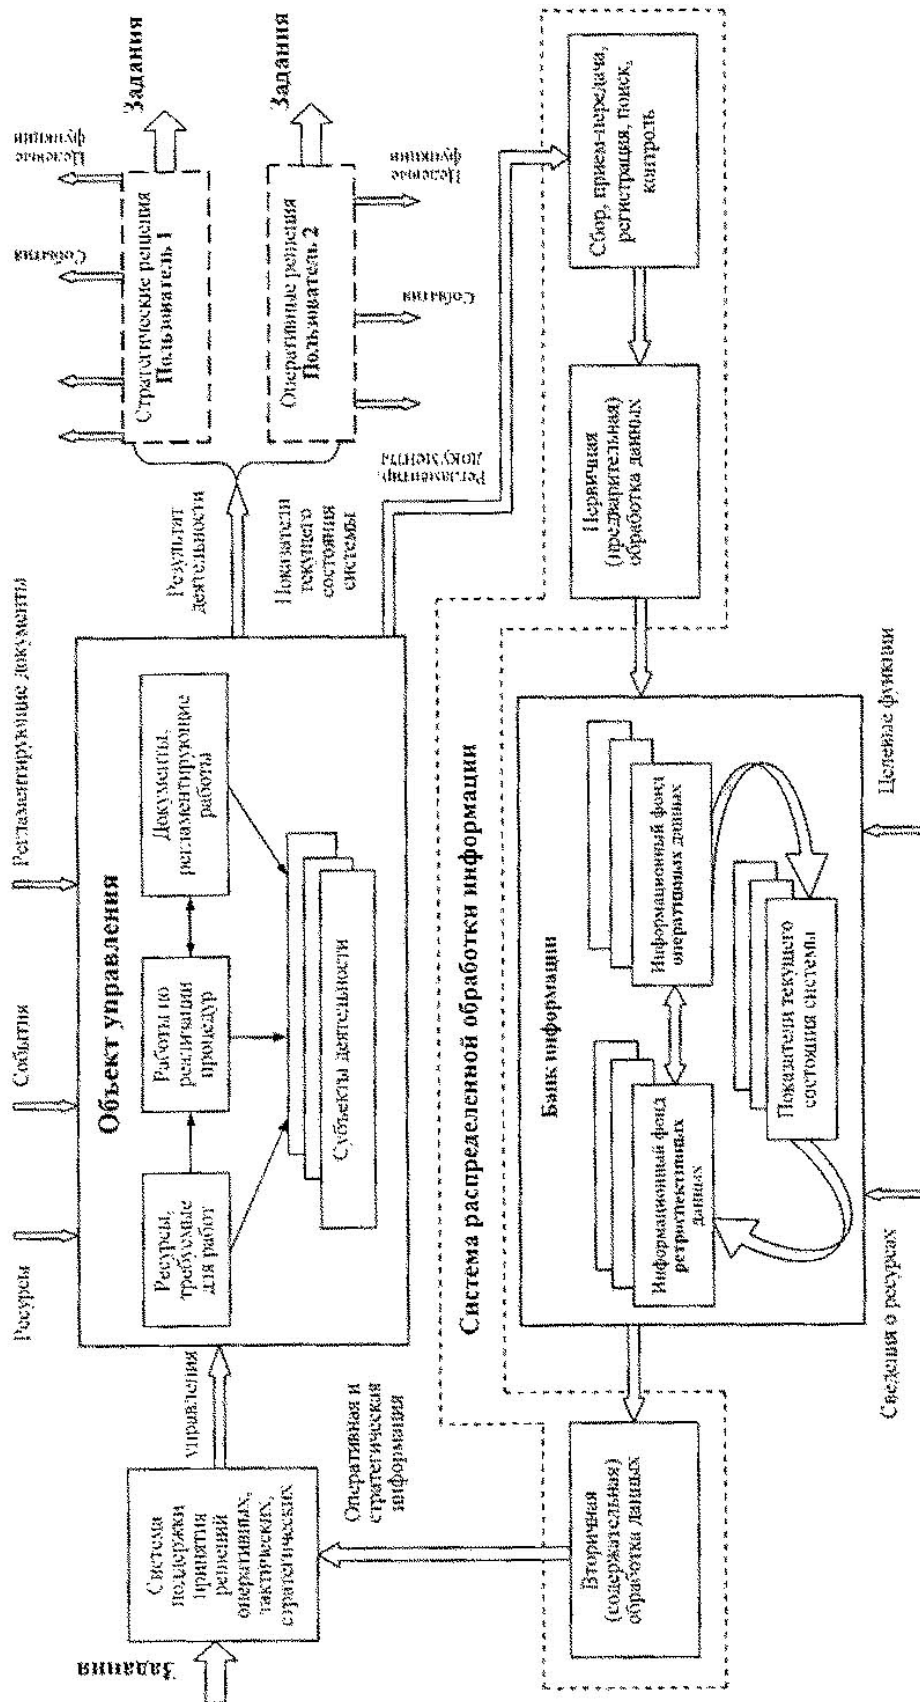 Задания
Система
поддержки
принятия
решений
оперативных,
тактических,
стратегических
управления
Оперативная и
стратегическая
информация
Ресурсы
События
Регламентирующие документы
Объект управления
Ресурсы,
требуемые
для работ
Работы по
реализации
процедур
Документы,
регламентирующие
работы
Субъекты деятельности
Результат
деятельности
Показатели
текущего
состояния
системы
События
Целевые
функции
Стратегические решения
Пользователь 1
Задания
Оперативные решения
Пользователь 2
Задания
События
Целевые
функции
Регламентир.
документы
Система распределенной обработки информации
Вторичная
(содержательная)
обработка данных
Банк информации
Информационный фонд
ретроспективных
данных
Информационный фонд
оперативных данных
Показатели текущего
состояния системы
Первичная
(предварительная)
обработка данных
Сбор, прием-передача,
регистрация, поиск,
контроль
Сведения о ресурсах
Целевые функции